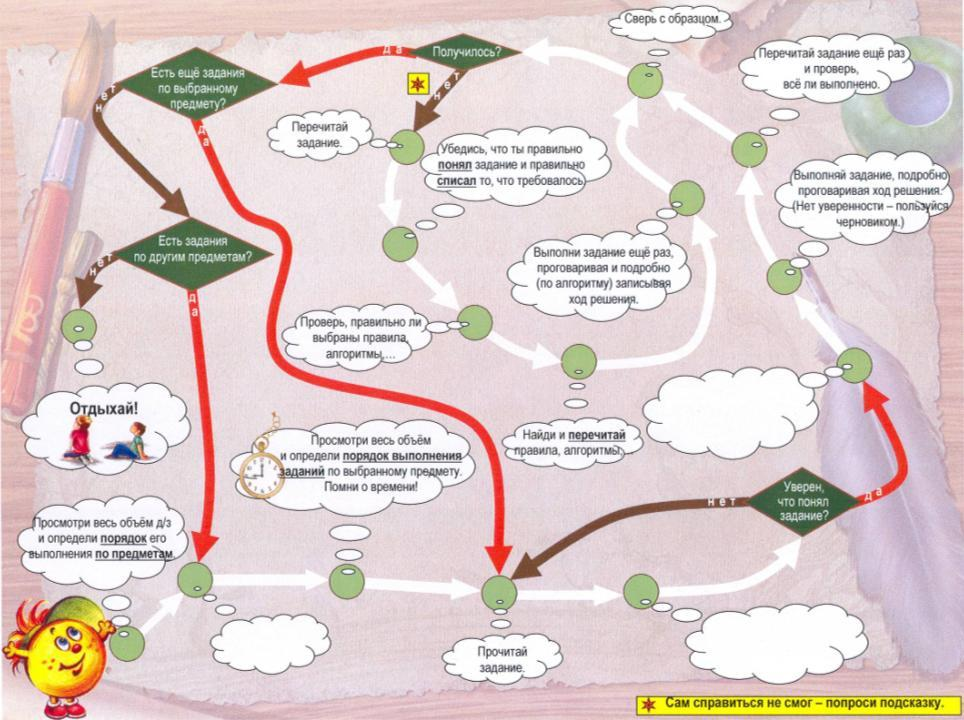 Сверь с образцом.
Получилось?
да
нет
Перечитай задание ещё раз
и проверь,
всё ли выполнено.
Есть ещё задания
по выбранному
предмету?
нет
да
Перечитай
задание.
Убедись, что ты правильно
понял задание и правильно
списал то, что требовалось.
Выполняй задание, подробно
проговаривая ход решения.
(Нет уверенности – пользуйся
черновиком.)
Есть задания
по другим предметам?
нет
да
Выполни задание ещё раз,
проговаривая и подробно
(по алгоритму) записывая
ход решения.
Проверь, правильно ли
выбраны правила,
алгоритмы,…
Отдыхай!
Просмотри весь объём
и определи порядок выполнения
заданий по выбранному предмету.
Помни о времени!
Найди и перечитай
правила, алгоритмы,…
Уверен,
что понял
задание?
нет
да
Просмотри весь объём д/з
и определи порядок его
выполнения по предметам.
Прочитай
задание.
Сам справиться не смог – попроси подсказку.